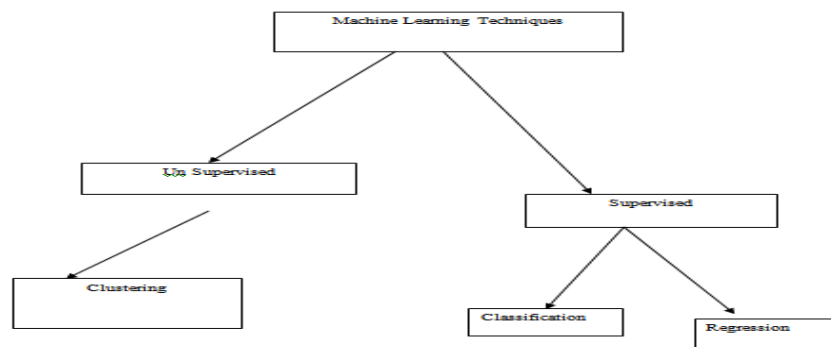 Machine Learning Techniques
Un Supervised
Supervised
Clustering
Classification
Regression